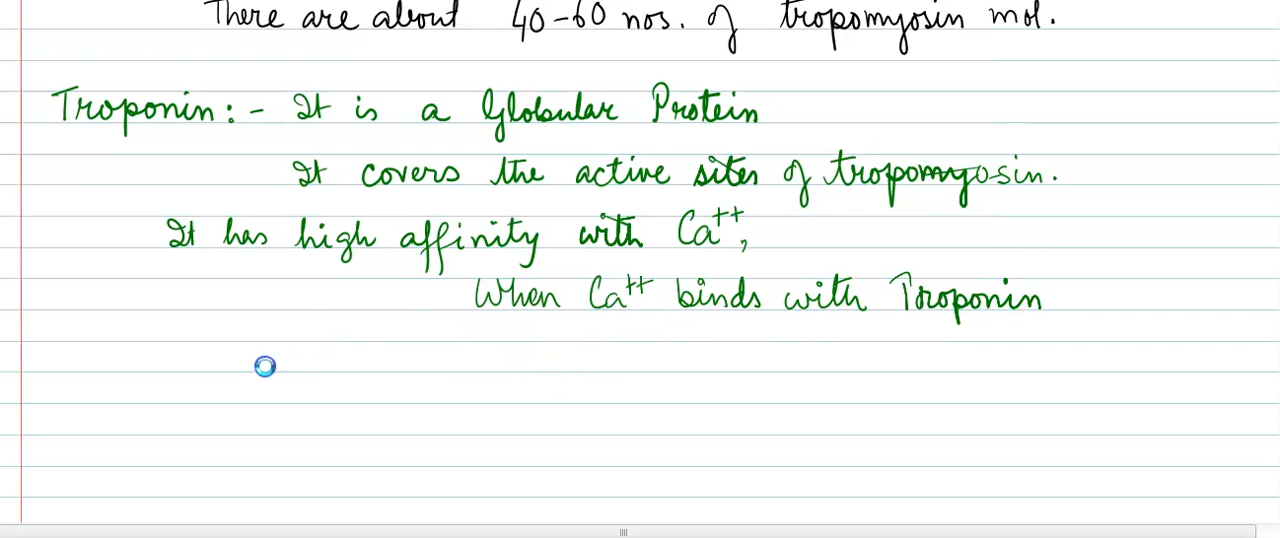 There are about 40-60 nos. of tropomyosin mol.
Troponin:- It is a Globular Protein
It covers the active sites of tropomyosin.
It has high affinity with Ca++,
When Ca++ binds with Troponin